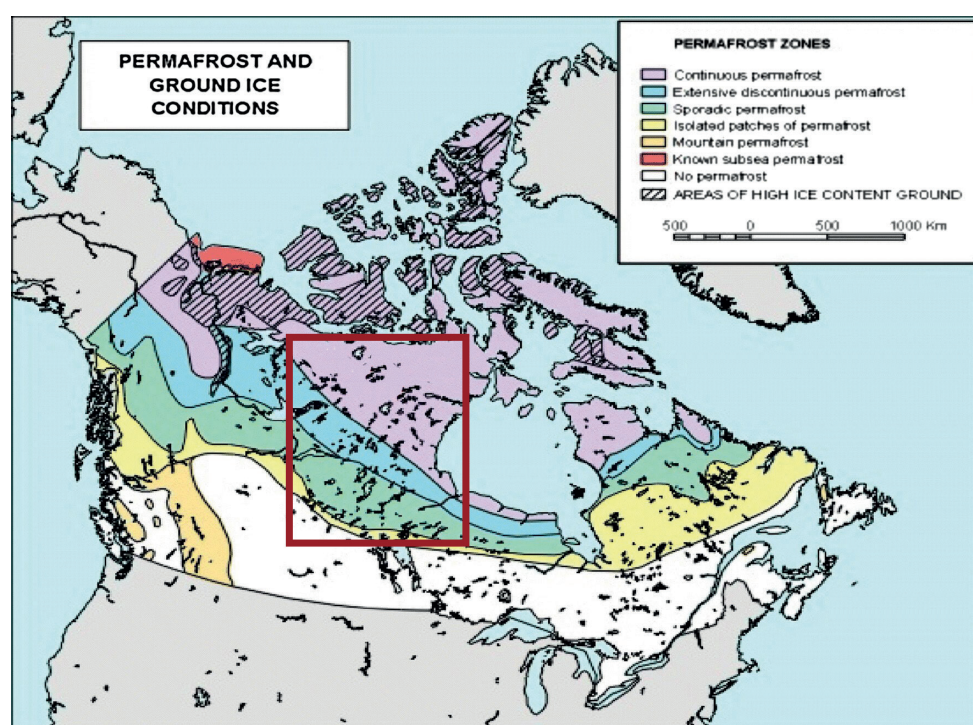 PERMAFROST AND
GROUND ICE
CONDITIONS
PERMAFROST ZONES
Continuous permafrost
Extensive discontinuous permafrost
Sporadic permafrost
Isolated patches of permafrost
Mountain permafrost
Known subsea permafrost
No permafrost
AREAS OF HIGH ICE CONTENT GROUND
500 0 500 1000 Km